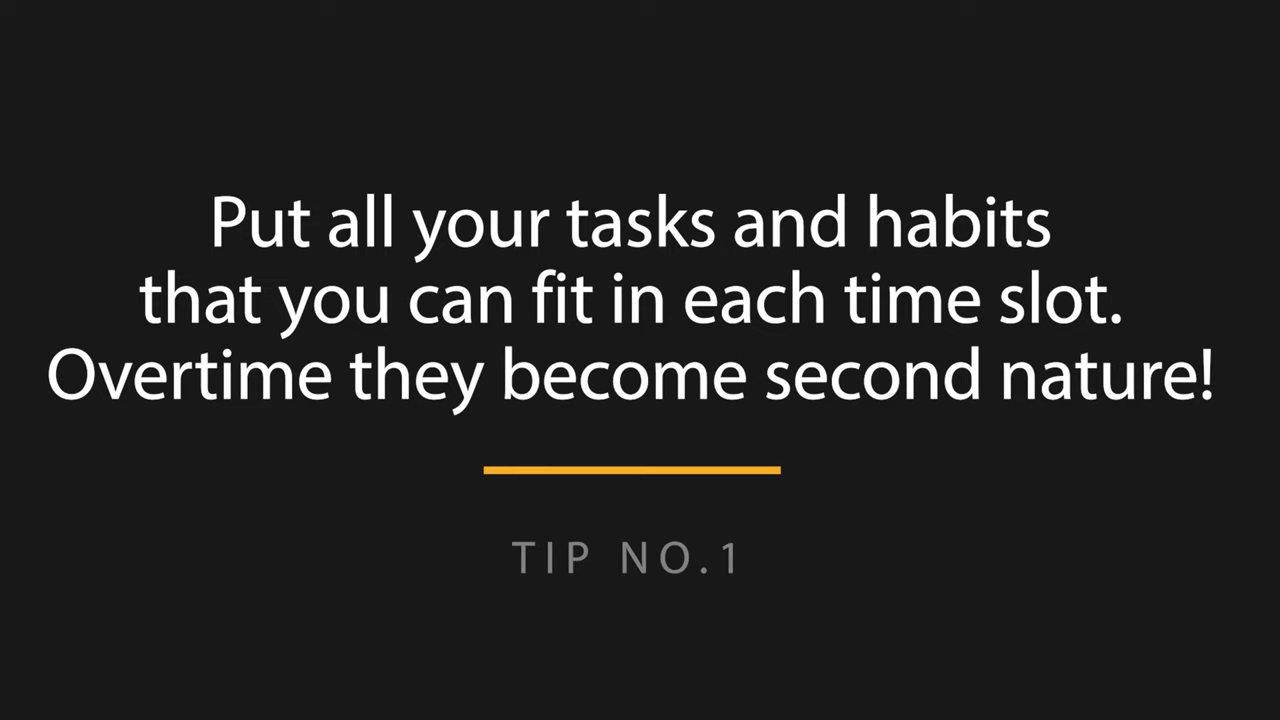 Put all your tasks and habits
that you can fit in each time slot.
Overtime they become second nature!
TIP NO.1